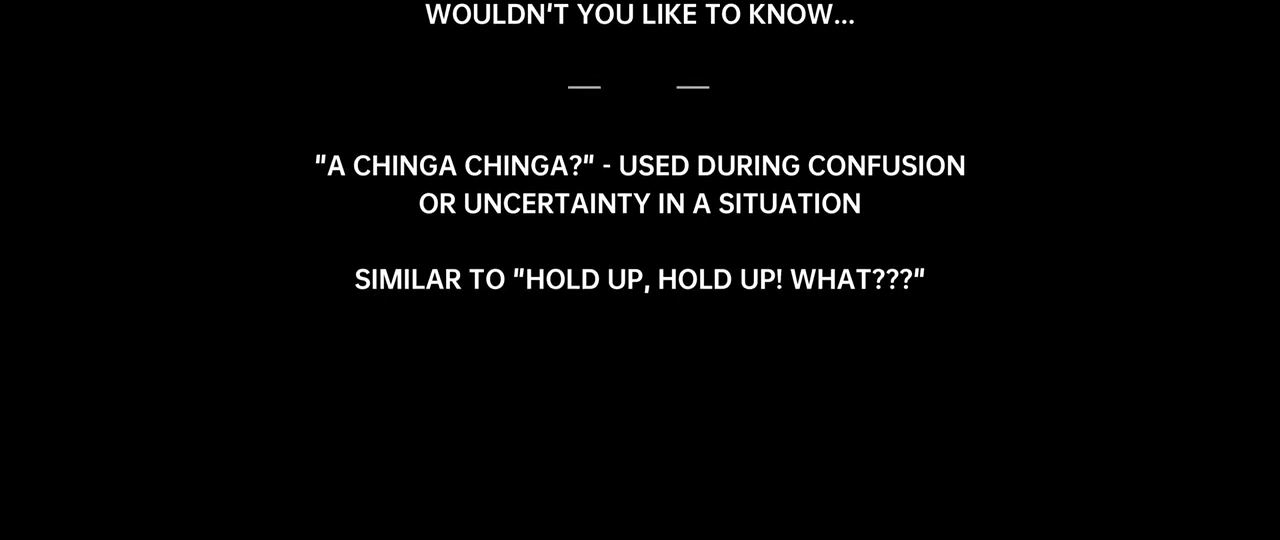 WOULDN'T YOU LIKE TO KNOW...
"A CHINGA CHINGA?" - USED DURING CONFUSION
OR UNCERTAINTY IN A SITUATION
SIMILAR TO "HOLD UP, HOLD UP! WHAT???"